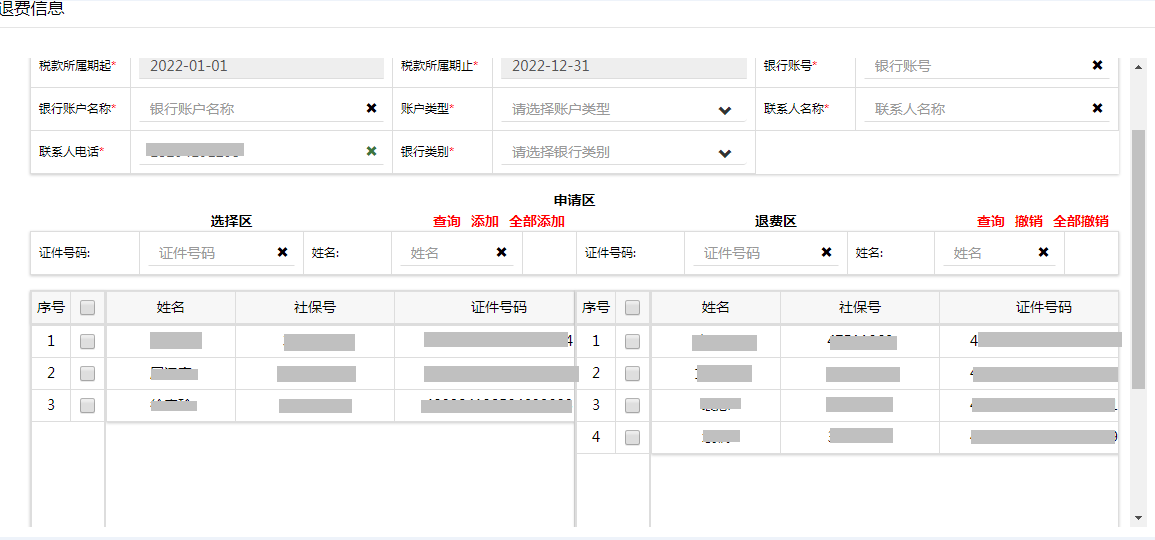 退费信息
税款所属期起* 2022-01-01 税款所属期止* 2022-12-31 银行账号* 银行账号
银行账户名称* 银行账户名称 账户类型* 请选择账户类型 联系人名称* 联系人名称
联系人电话* 银行类别* 请选择银行类别
申请区
选择区 查询 添加 全部添加 退费区 查询 撤销 全部撤销
证件号码: 证件号码 姓名: 姓名 证件号码: 证件号码 姓名: 姓名
序号 姓名 社保号 证件号码 序号 姓名 社保号 证件号码
1 4 1 4
2 2
3 3
4 9